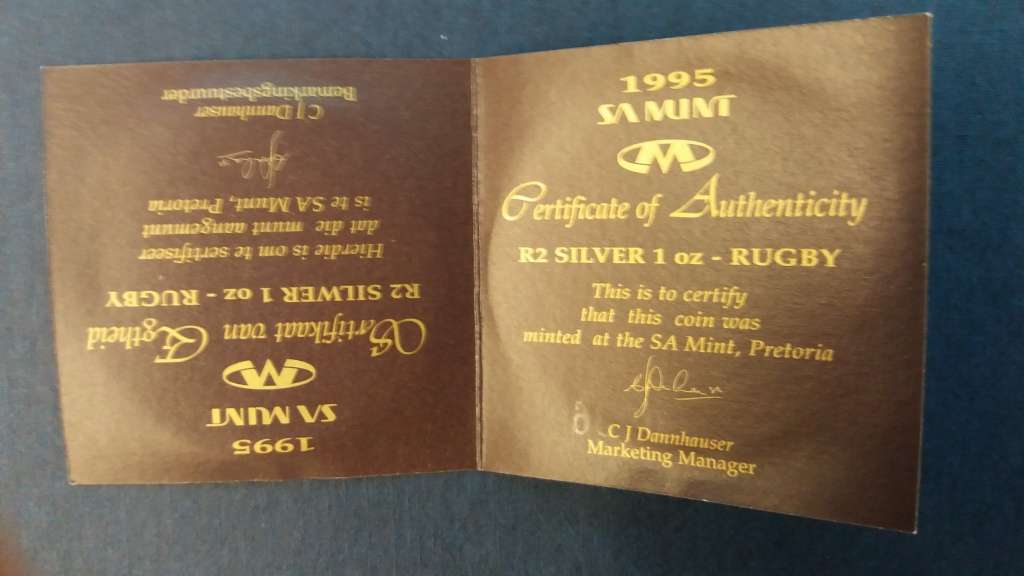 1995
SA MUNT
Certificate of Authenticity
R2 SILVER 1 oz - RUGBY
This is to certify
that this coin was
minted at the SA Mint, Pretoria
C J Dannhauser
Marketing Manager
1995
SA MUNT
Sertifikaat van Egtheid
R2 SILWER 1 oz - RUGBY
Hierdie is om te sertifiseer
dat die munt aangemunt
is te SA Munt, Pretoria
C J Dannhauser
Bemarkingsbestuurder